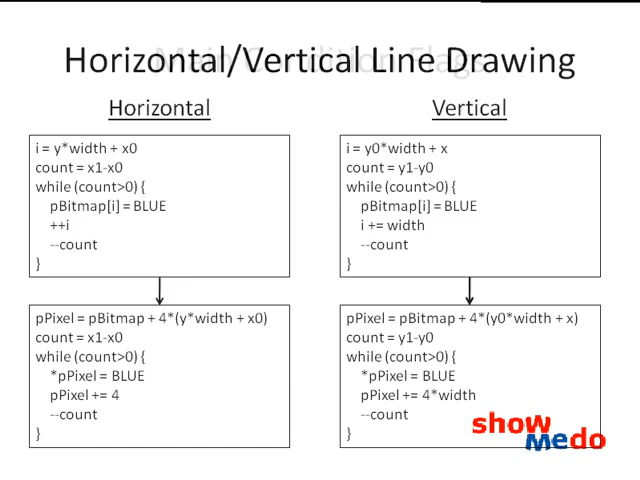 Main Condition Flags
Horizontal/Vertical Line Drawing
Horizontal
i = y*width + x0
count = x1-x0
while (count>0) {
pBitmap[i] = BLUE
++i
--count
}
pPixel = pBitmap + 4*(y*width + x0)
count = x1-x0
while (count>0) {
*pPixel = BLUE
pPixel += 4
--count
}
Vertical
i = y0*width + x
count = y1-y0
while (count>0) {
pBitmap[i] = BLUE
i += width
--count
}
pPixel = pBitmap + 4*(y0*width + x)
count = y1-y0
while (count>0) {
*pPixel = BLUE
pPixel += 4*width
--count
}
show
medo